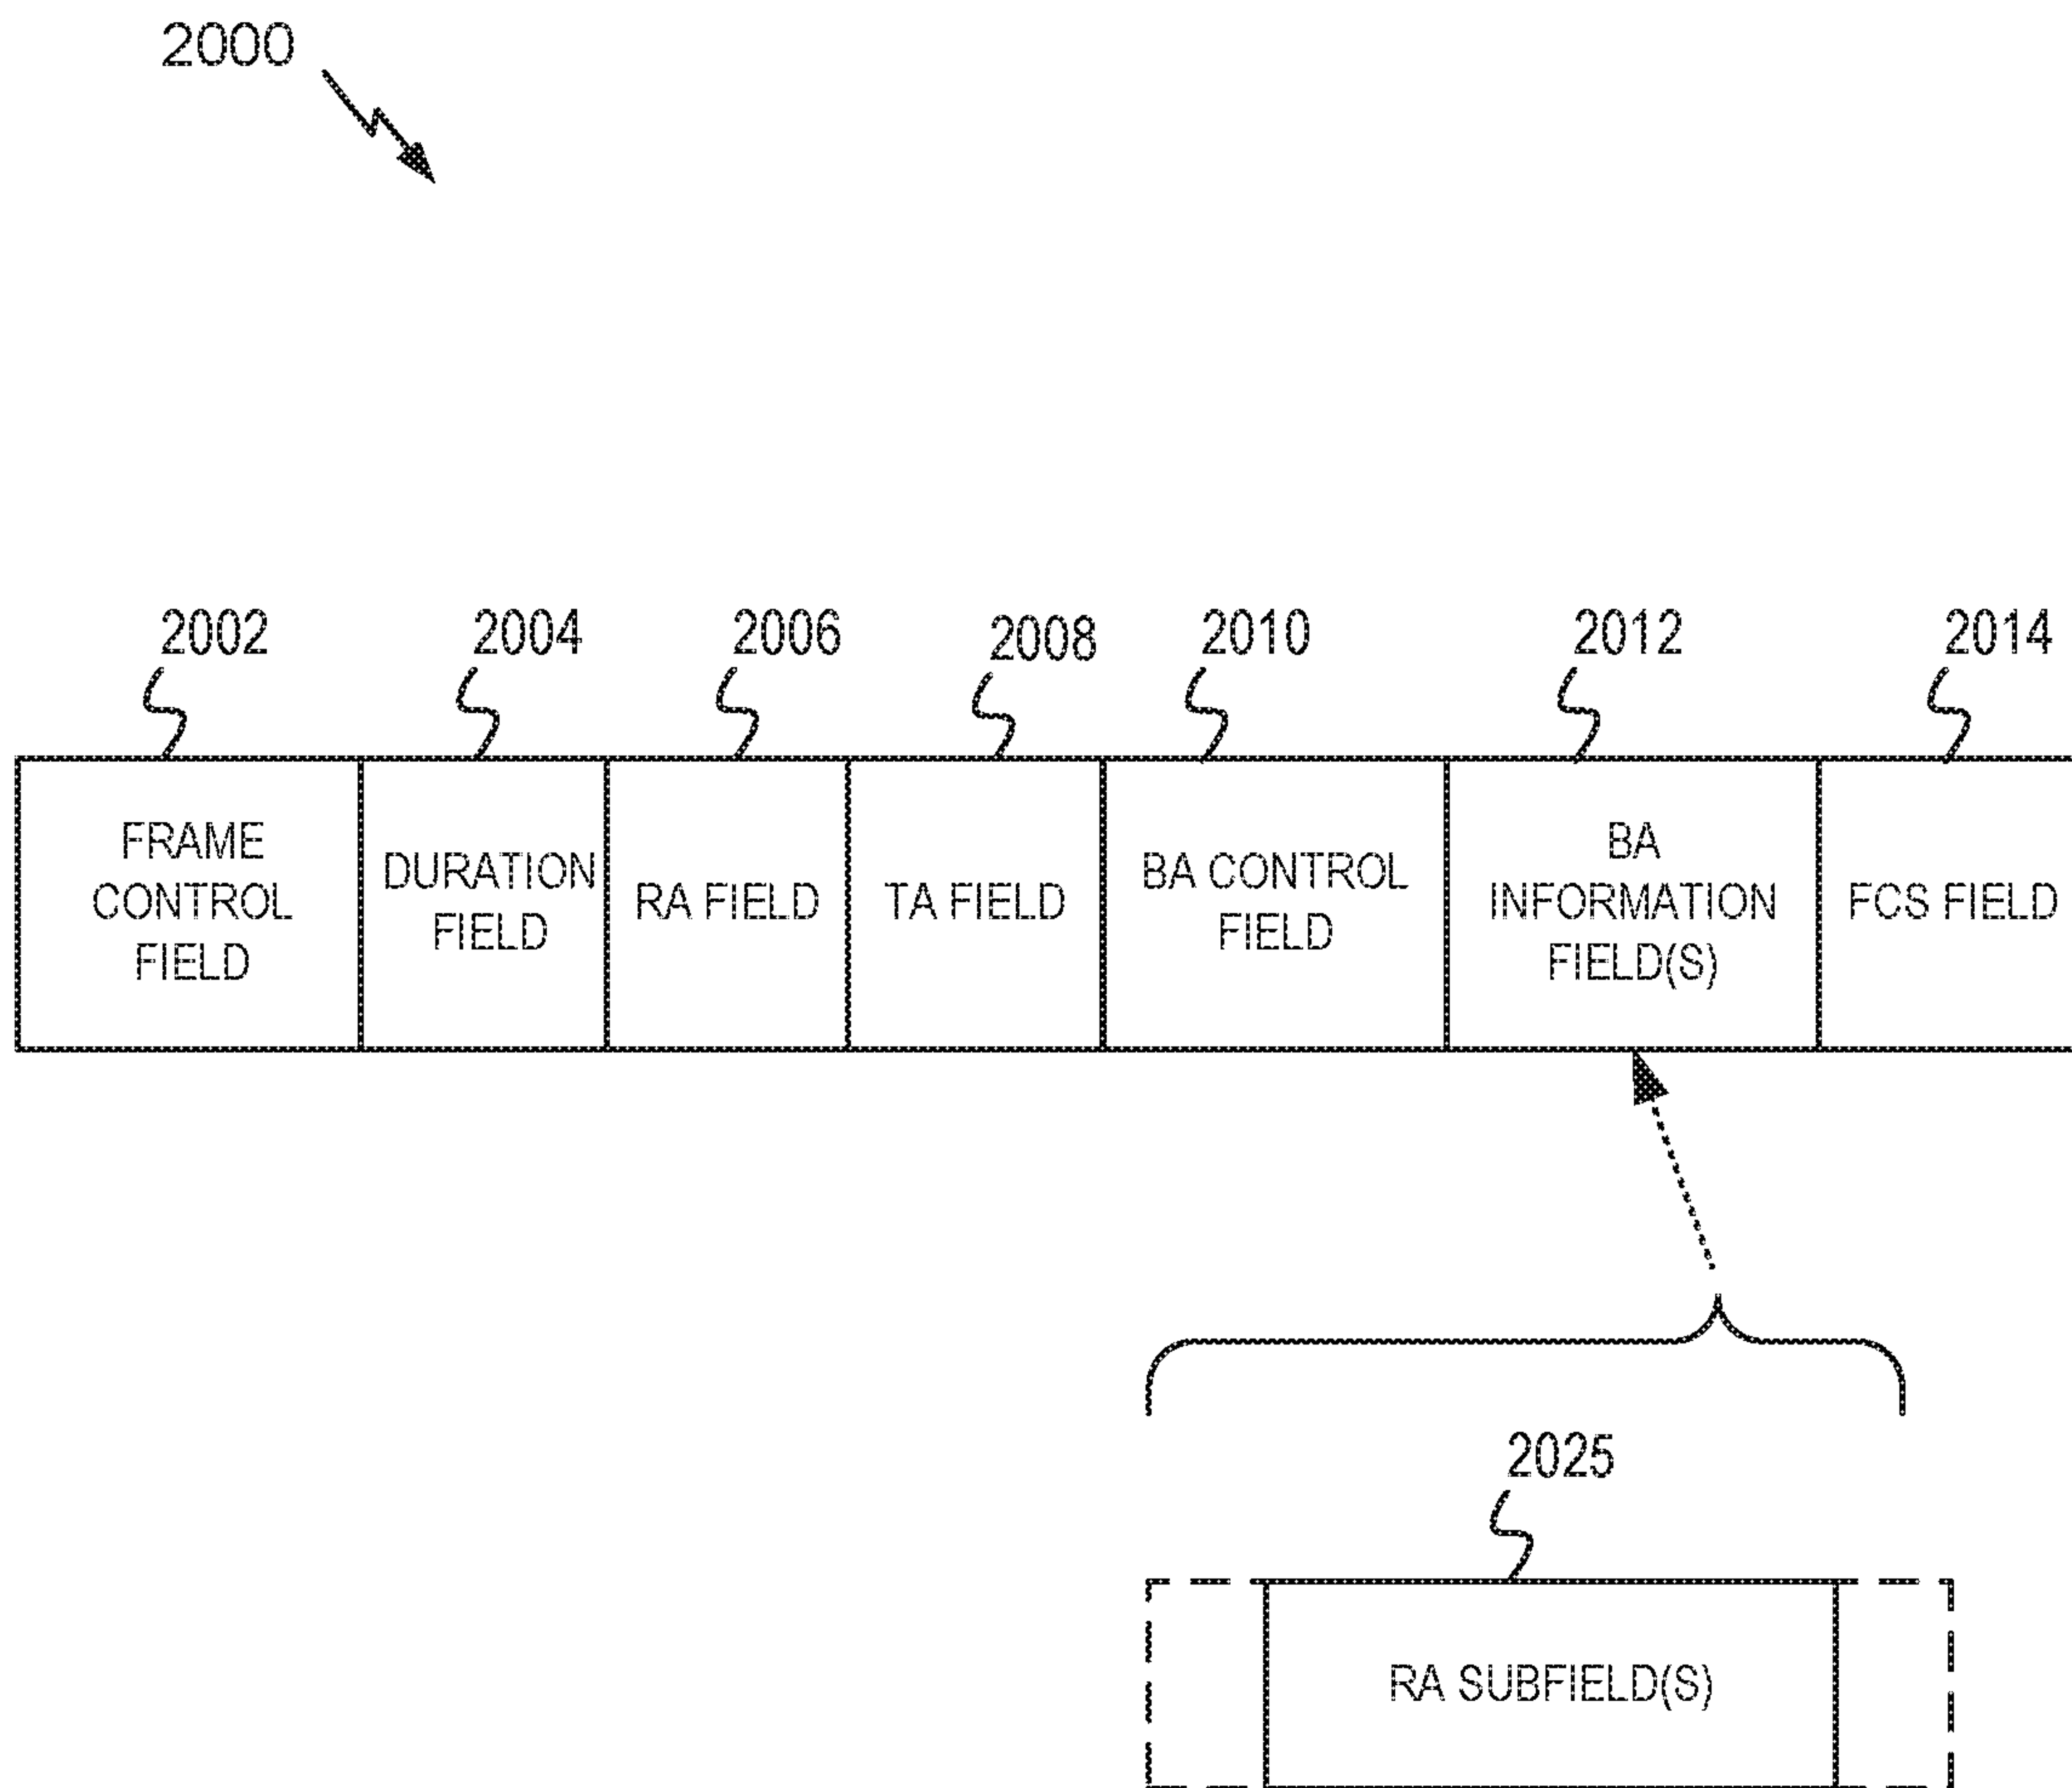 2000
2002 2004 2006 2008 2010 2012 2014
FRAME
CONTROL
FIELD
DURATION
FIELD
RA FIELD
TA FIELD
BA CONTROL
FIELD
BA
INFORMATION
FIELD(S)
FCS FIELD
2025
RA SUBFIELD(S)